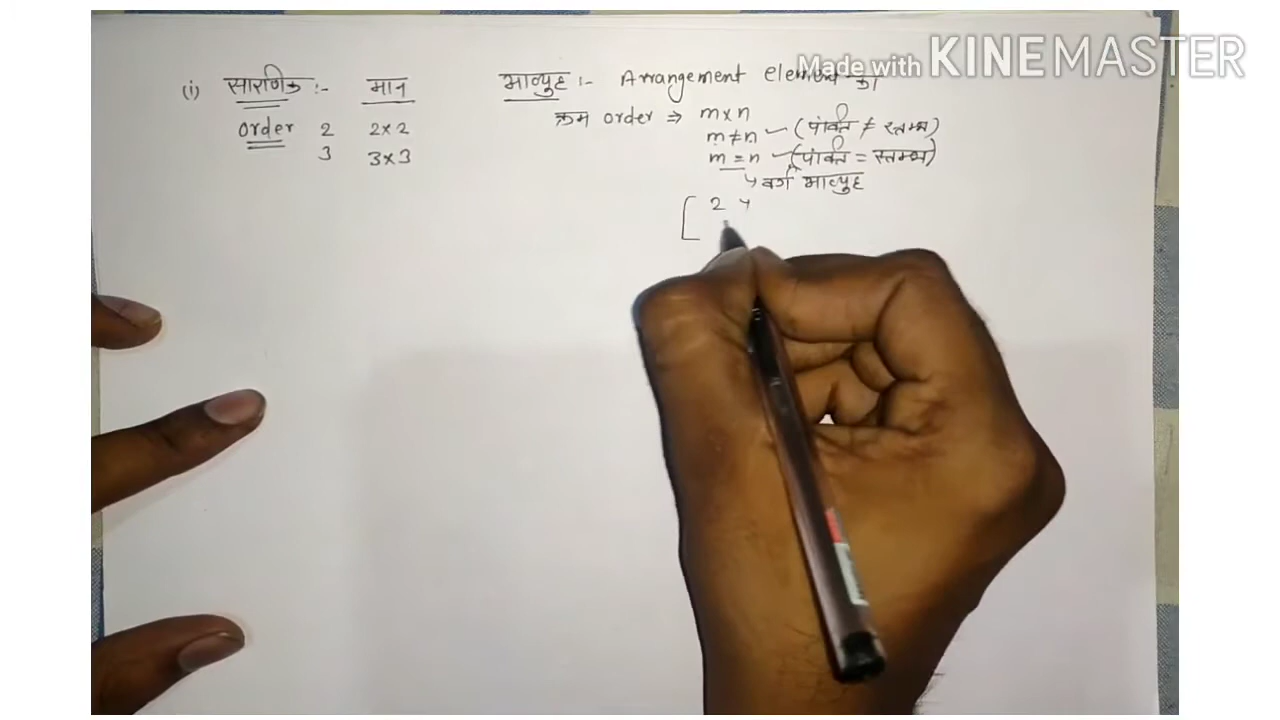 Made with KINEMASTER
(i) सारणिक :- मान
order 2 2×2
3 3×3
आव्युह :- Arrangement element का
क्रम order ⇒ m×n
m≠n - (पंक्ति ≠ स्तम्भ)
m=n - (पंक्ति = स्तम्भ)
↳ वर्ग आव्युह
[ 2 4